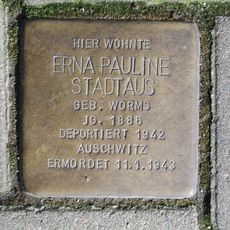 HIER WOHNTE
ERNA PAULINE
STADTAUS
GEB. WORMS
JG. 1886
DEPORTIERT 1942
AUSCHWITZ
ERMORDET 11.1.1943